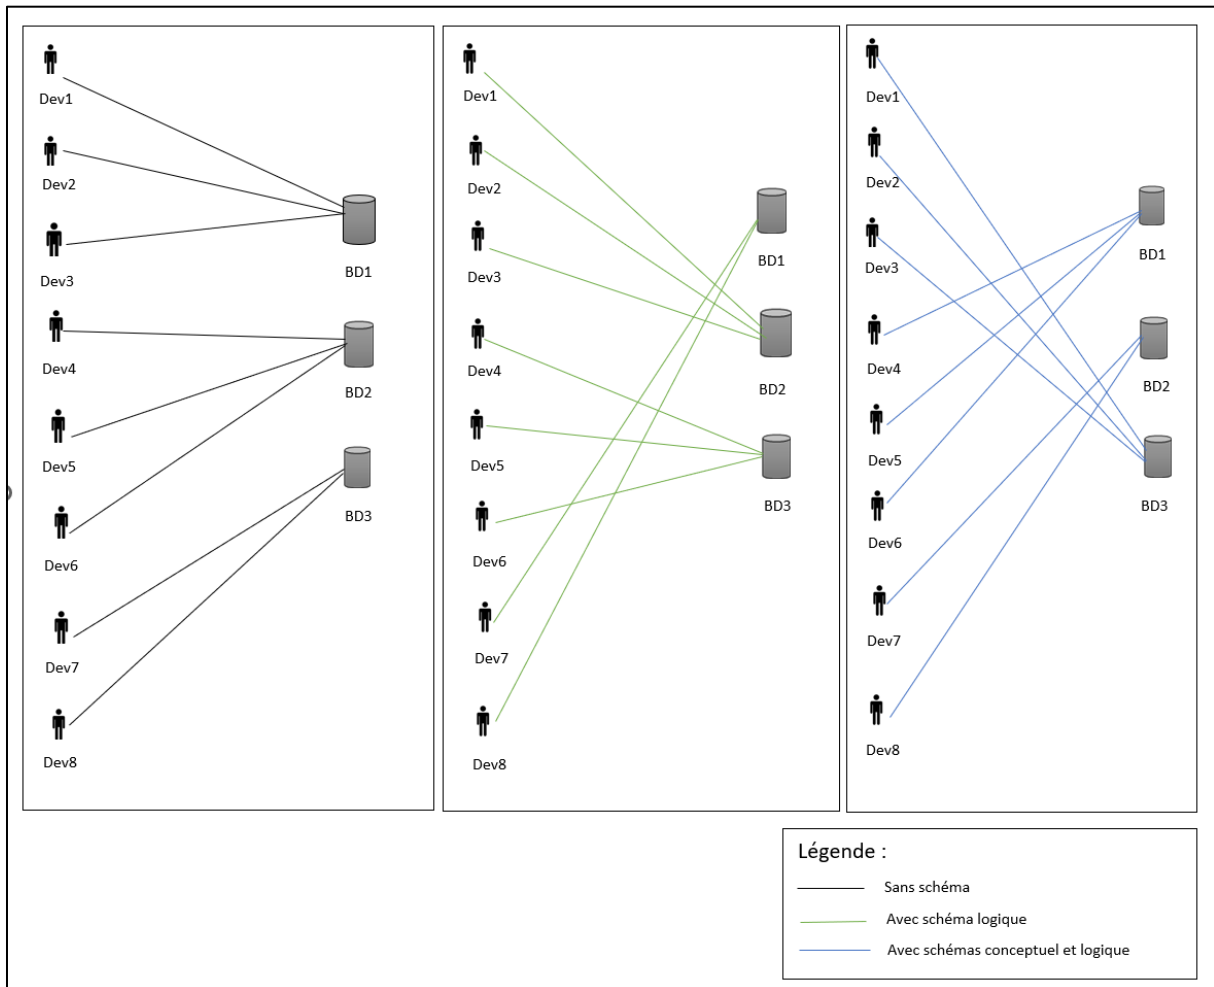 Dev1
Dev2
Dev3
Dev4
Dev5
Dev6
Dev7
Dev8
BD1
BD2
BD3
Dev1
Dev2
Dev3
Dev4
Dev5
Dev6
Dev7
Dev8
BD1
BD2
BD3
Dev1
Dev2
Dev3
Dev4
Dev5
Dev6
Dev7
Dev8
BD1
BD2
BD3
Légende :
Sans schéma
Avec schéma logique
Avec schémas conceptuel et logique